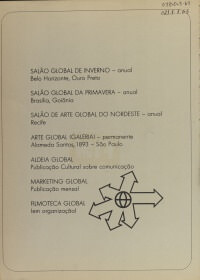 SALÃO GLOBAL DE INVERNO – anual
Belo Horizonte, Ouro Preto
SALÃO GLOBAL DA PRIMAVERA – anual
Brasília, Goiânia
SALÃO DE ARTE GLOBAL DO NORDESTE – anual
Recife
ARTE GLOBAL (GALERIA) – permanente
Alameda Santos, 1893 – São Paulo
ALDEIA GLOBAL
Publicação Cultural sobre comunicação
MARKETING GLOBAL
Publicação mensal
FILMOTECA GLOBAL
(em organização)